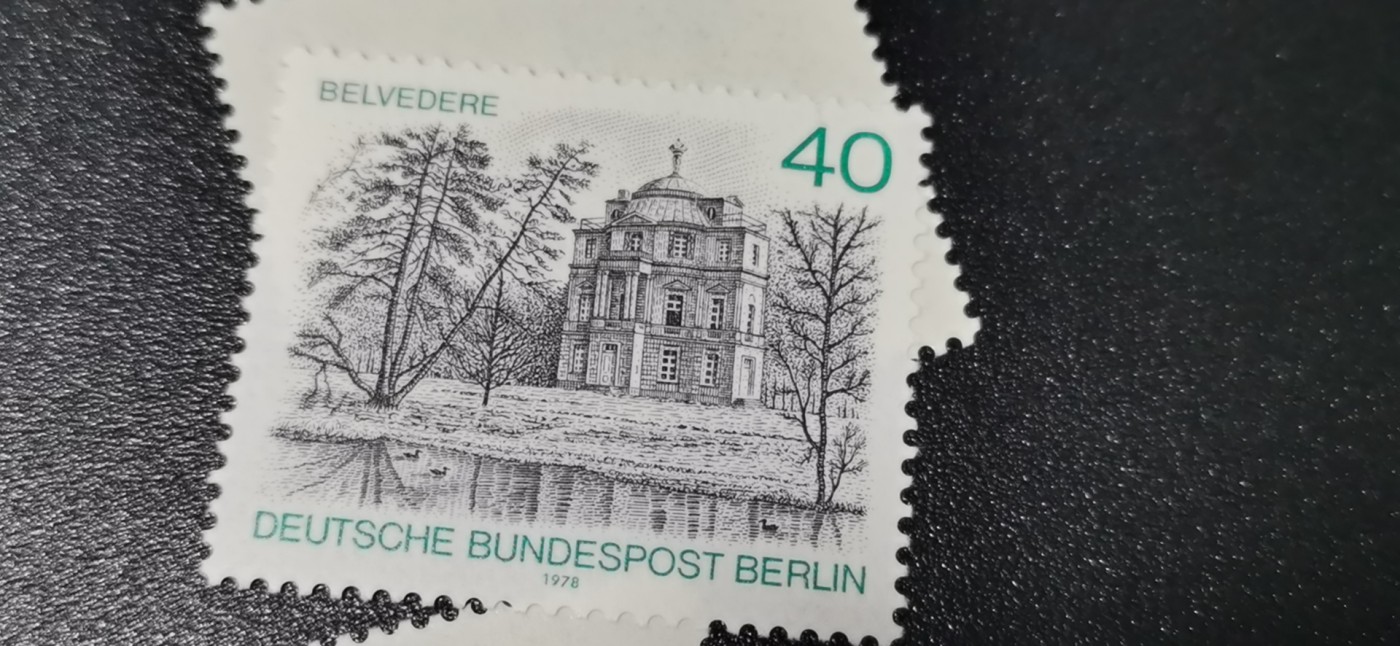 BELVEDERE
40
DEUTSCHE BUNDESPOST BERLIN
1978